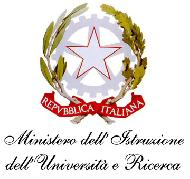 REPVBBLICA ITALIANA
Ministero dell'Istruzione
dell'Università e Ricerca